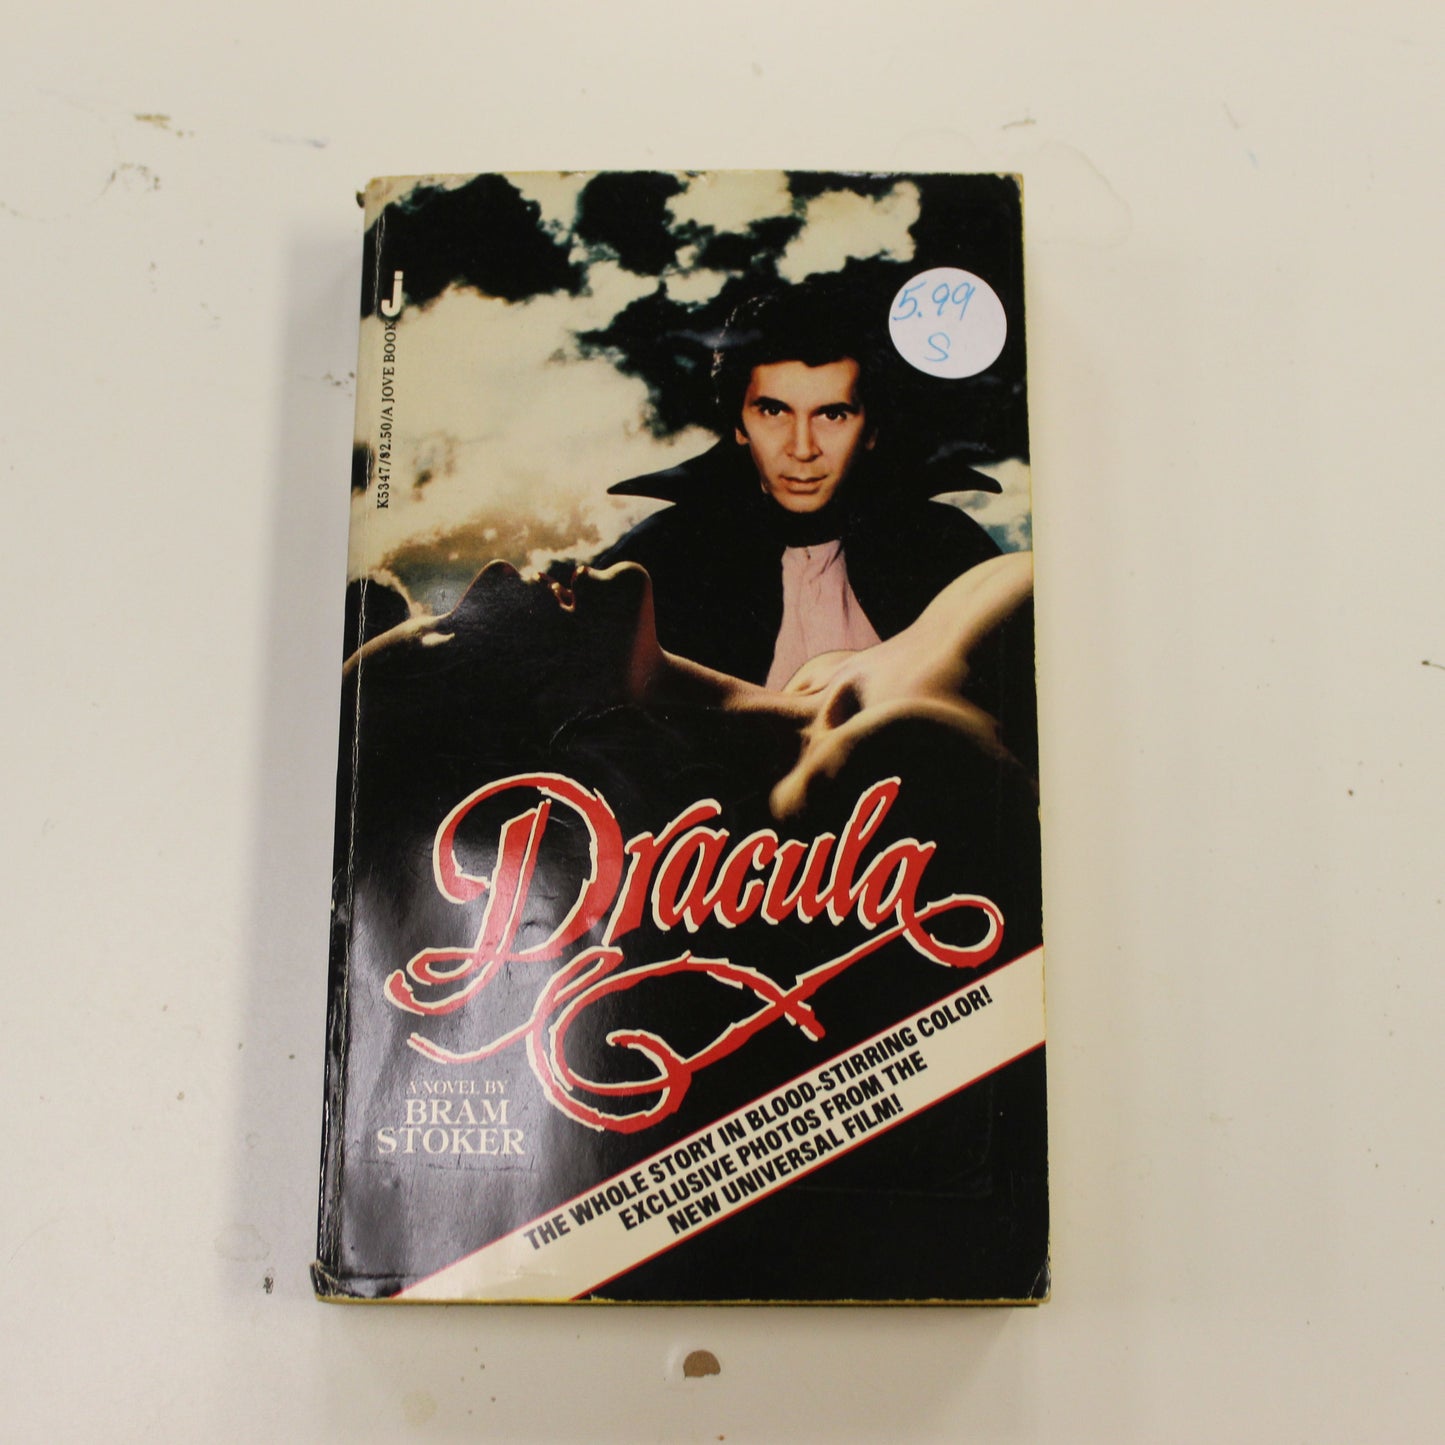 J
K5347/$2.50/A JOVE BOOK
5.99
S
Dracula
A NOVEL BY
BRAM
STOKER
THE WHOLE STORY IN BLOOD-STIRRING COLOR!
EXCLUSIVE PHOTOS FROM THE
NEW UNIVERSAL FILM!